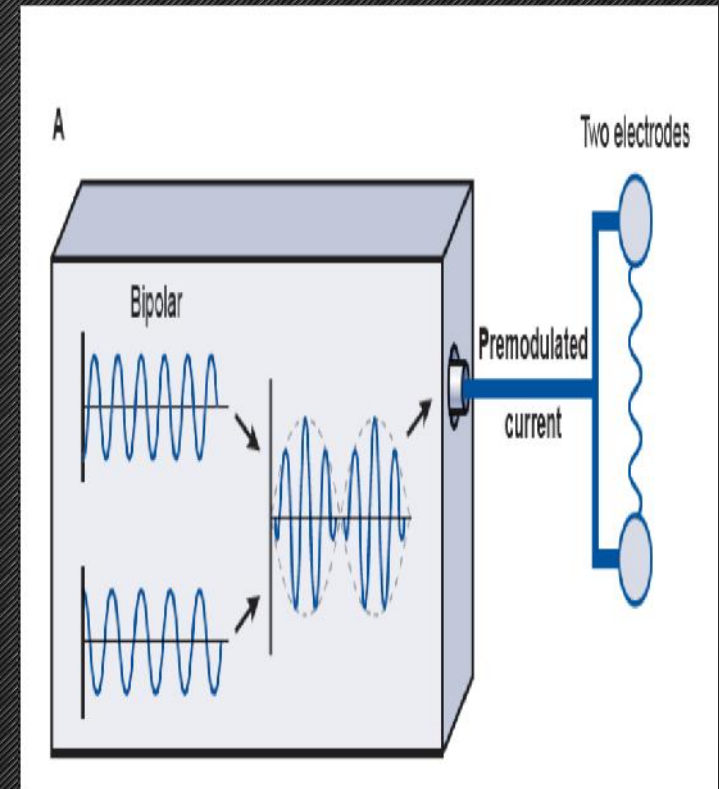 A
Two electrodes
Bipolar
Premodulated
current